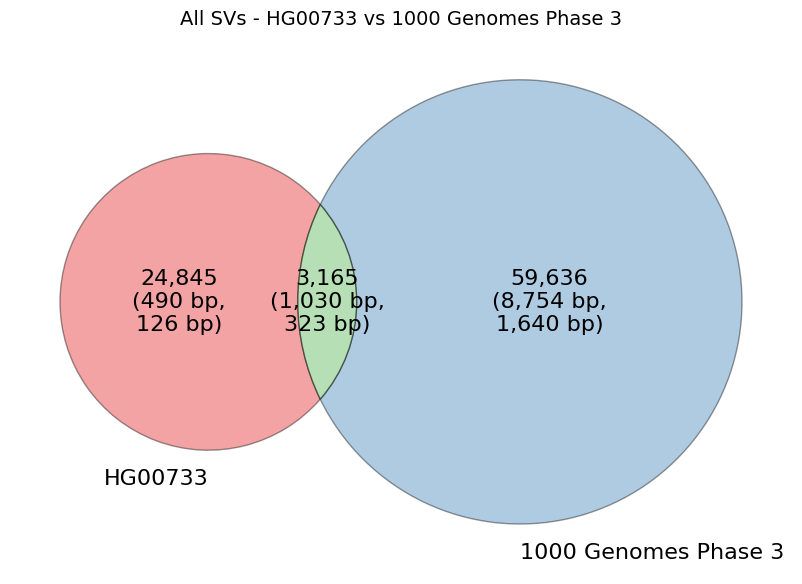 All SVs - HG00733 vs 1000 Genomes Phase 3
24,845
(490 bp,
126 bp)
3,165
(1,030 bp,
323 bp)
59,636
(8,754 bp,
1,640 bp)
HG00733
1000 Genomes Phase 3